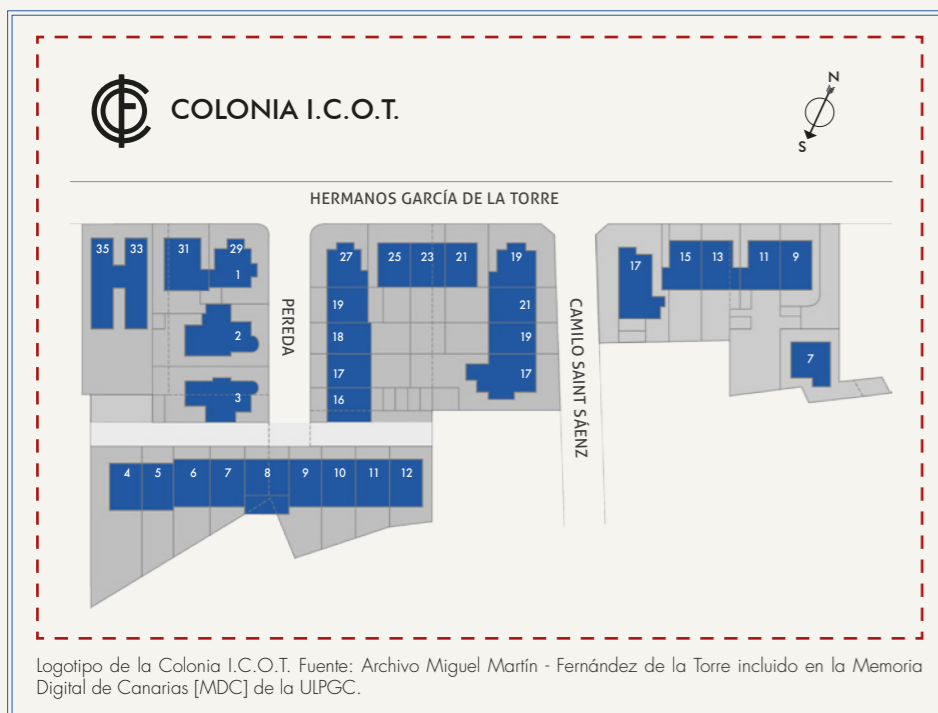 COLONIA I.C.O.T.
N
S
HERMANOS GARCÍA DE LA TORRE
35 33 31 29 27 25 23 21 19 17 15 13 11 9
1
2
3
PEREDA
19 21
18 19
17 17
16
CAMILO SAINT SÁENZ
7
4 5 6 7 8 9 10 11 12
Logotipo de la Colonia I.C.O.T. Fuente: Archivo Miguel Martín - Fernández de la Torre incluido en la Memoria
Digital de Canarias [MDC] de la ULPGC.